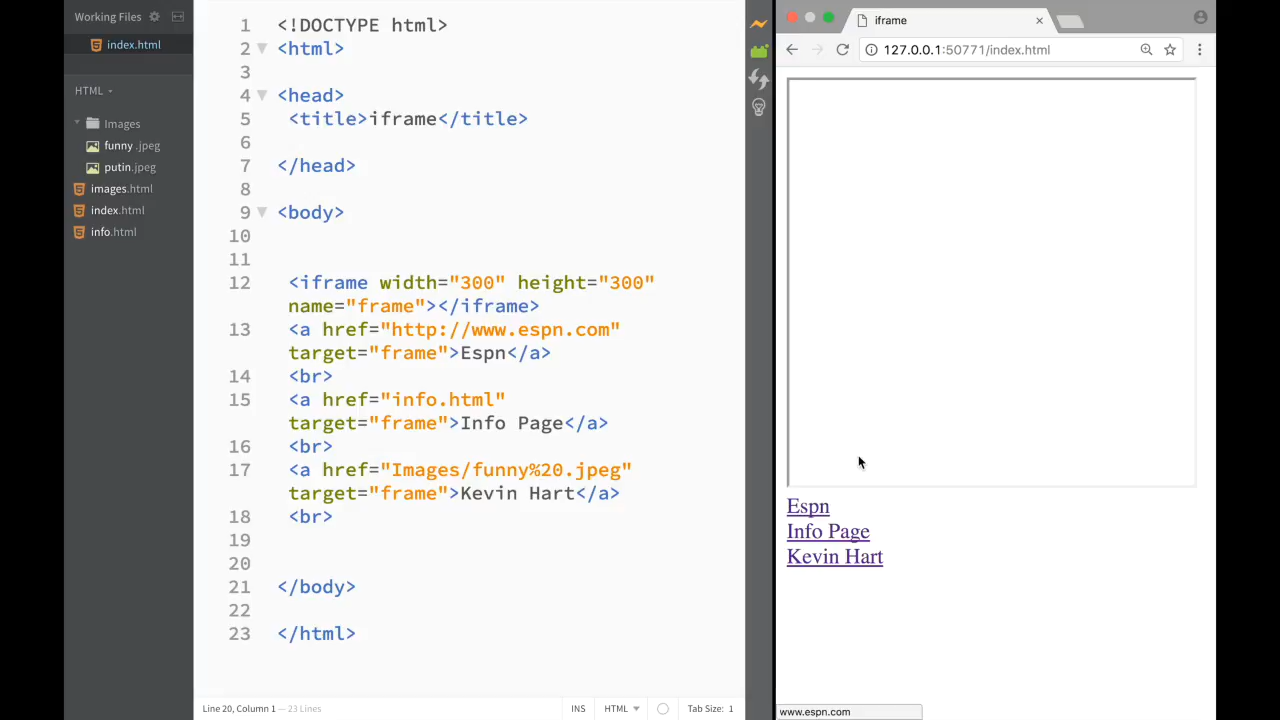 Working Files
index.html
HTML
Images
funny .jpeg
putin.jpeg
images.html
index.html
info.html
1 <!DOCTYPE html>
2 <html>
3
4 <head>
5 <title>iframe</title>
6
7 </head>
8
9 <body>
10
11
12 <iframe width="300" height="300"
name="frame"></iframe>
13 <a href="http://www.espn.com"
target="frame">Espn</a>
14 <br>
15 <a href="info.html"
target="frame">Info Page</a>
16 <br>
17 <a href="Images/funny%20.jpeg"
target="frame">Kevin Hart</a>
18 <br>
19
20
21 </body>
22
23 </html>
Line 20, Column 1 — 23 Lines
INS
HTML
Tab Size: 1
iframe
127.0.0.1:50771/index.html
Espn
Info Page
Kevin Hart
www.espn.com